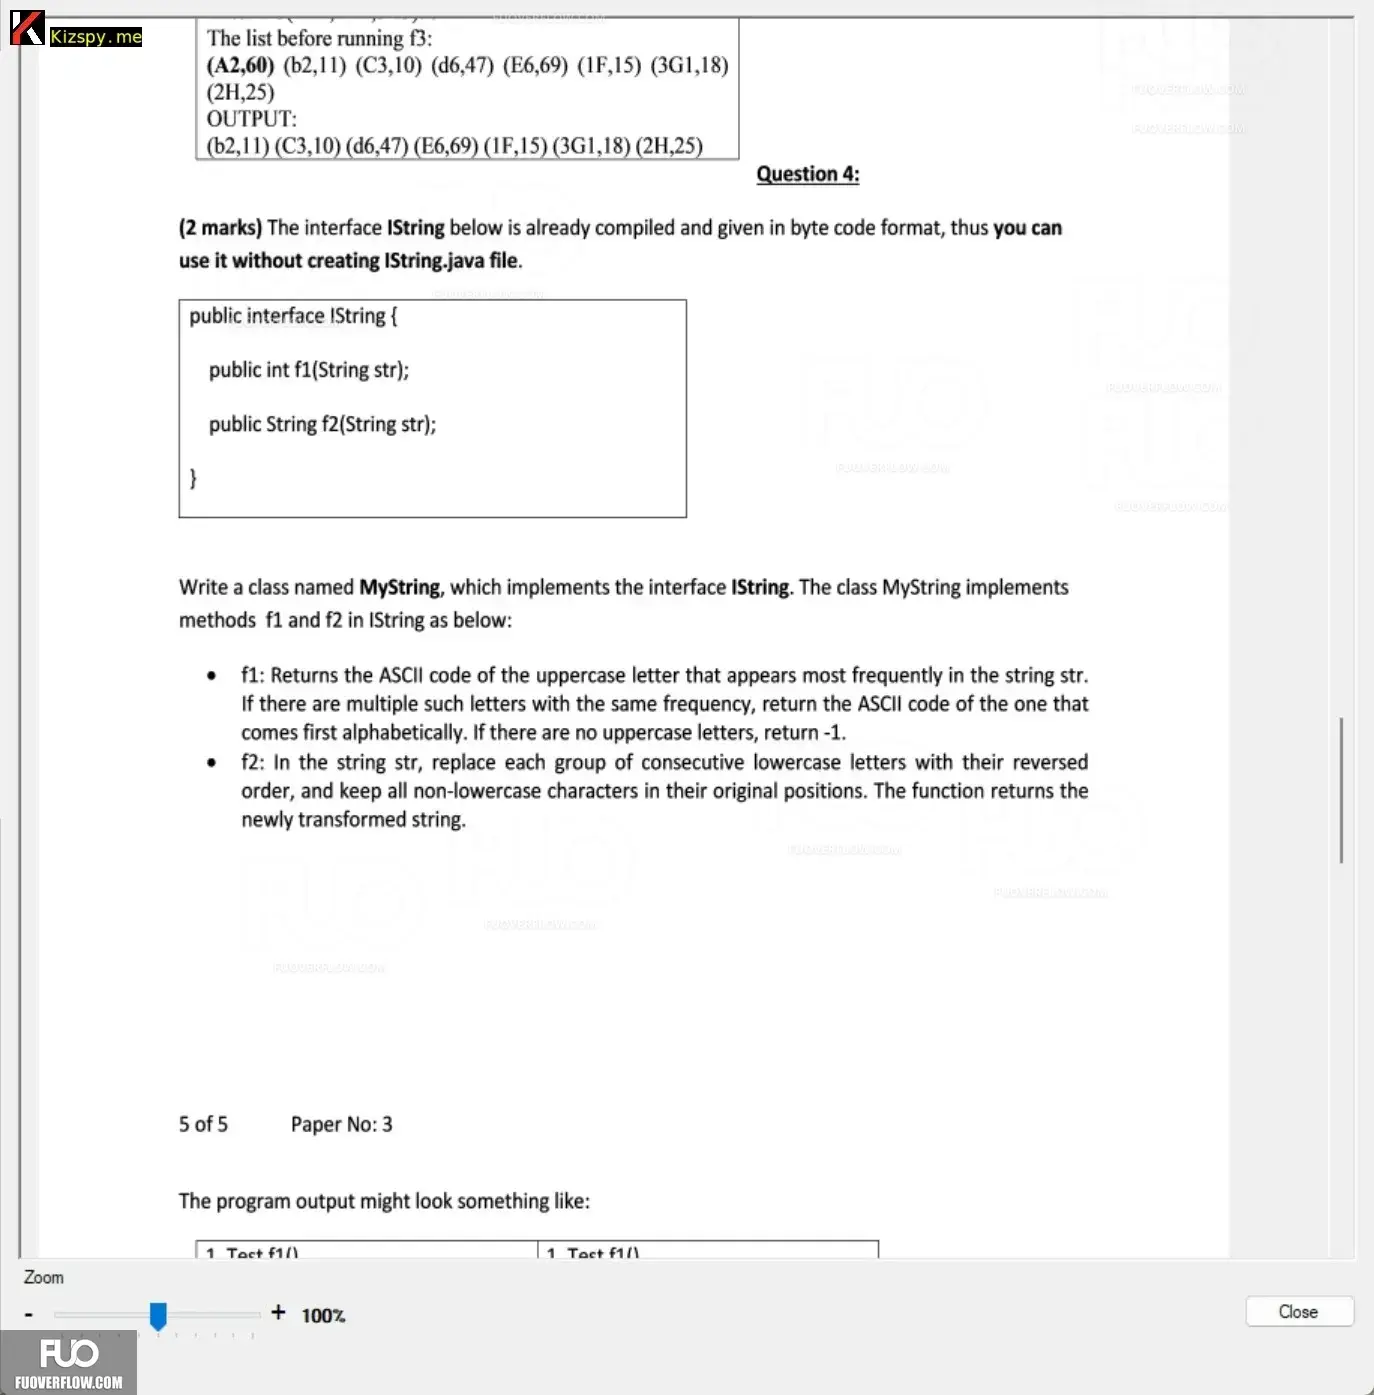 Kizspy.me
The list before running f3:
(A2,60) (b2,11) (C3,10) (d6,47) (E6,69) (1F,15) (3G1,18)
(2H,25)
OUTPUT:
(b2,11) (C3,10) (d6,47) (E6,69) (1F,15) (3G1,18) (2H,25)
Question 4:
(2 marks) The interface IString below is already compiled and given in byte code format, thus you can
use it without creating IString.java file.
public interface IString {
public int f1(String str);
public String f2(String str);
}
Write a class named MyString, which implements the interface IString. The class MyString implements
methods f1 and f2 in IString as below:
• f1: Returns the ASCII code of the uppercase letter that appears most frequently in the string str.
If there are multiple such letters with the same frequency, return the ASCII code of the one that
comes first alphabetically. If there are no uppercase letters, return -1.
• f2: In the string str, replace each group of consecutive lowercase letters with their reversed
order, and keep all non-lowercase characters in their original positions. The function returns the
newly transformed string.
5 of 5 Paper No: 3
The program output might look something like:
1. Test f1() 1. Test f1()
Zoom
- + 100%
Close
FUO
FUOVERFLOW.COM